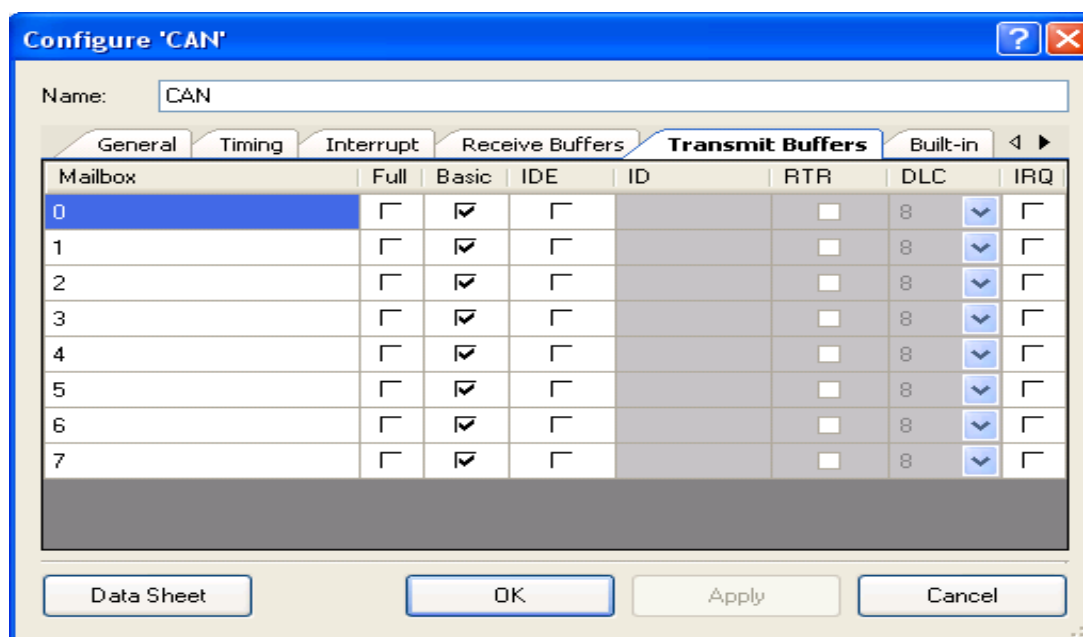 Configure 'CAN'
Name: CAN
General Timing Interrupt Receive Buffers Transmit Buffers Built-in
Mailbox Full Basic IDE ID RTR DLC IRQ
0 8
1 8
2 8
3 8
4 8
5 8
6 8
7 8
Data Sheet OK Apply Cancel